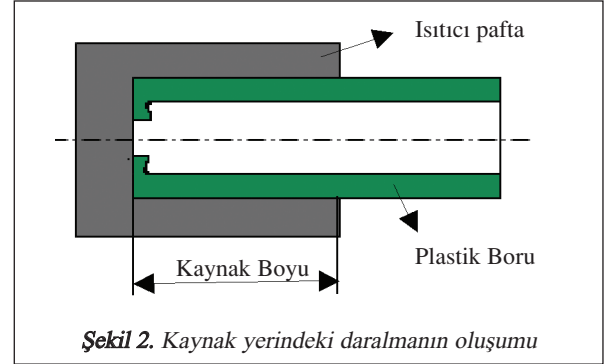 Isıtıcı pafta
Plastik Boru
Kaynak Boyu
Şekil 2. Kaynak yerindeki daralmanın oluşumu